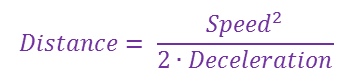 Distance = Speed² / 2 · Deceleration